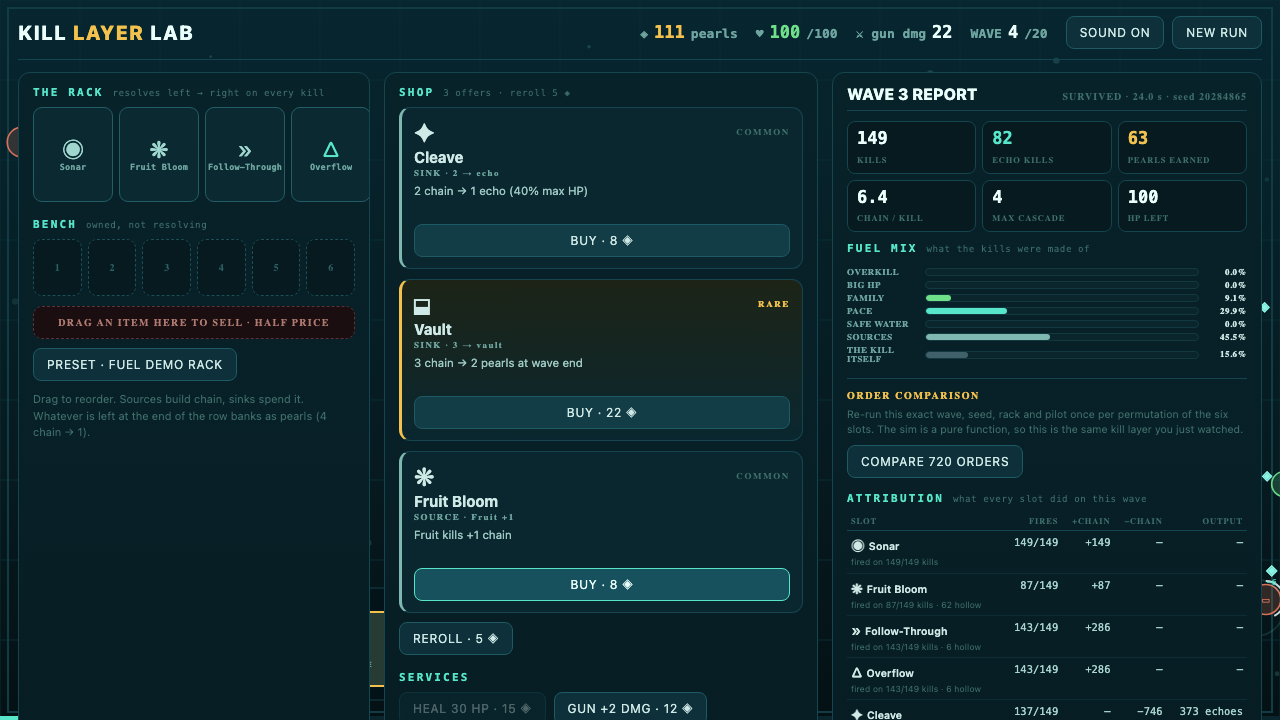 KILL LAYER LAB
◆ 111 pearls ♥ 100 /100 ⚔ gun dmg 22 WAVE 4 /20
SOUND ON
NEW RUN
THE RACK resolves left → right on every kill
Sonar
Fruit Bloom
Follow-Through
Overflow
BENCH owned, not resolving
1 2 3 4 5 6
DRAG AN ITEM HERE TO SELL · HALF PRICE
PRESET · FUEL DEMO RACK
Drag to reorder. Sources build chain, sinks spend it.
Whatever is left at the end of the row banks as pearls (4
chain → 1).
SHOP 3 offers · reroll 5 ◆
COMMON
Cleave
SINK · 2 → echo
2 chain → 1 echo (40% max HP)
BUY · 8 ◈
RARE
Vault
SINK · 3 → vault
3 chain → 2 pearls at wave end
BUY · 22 ◈
COMMON
Fruit Bloom
SOURCE · Fruit +1
Fruit kills +1 chain
BUY · 8 ◈
REROLL · 5 ◈
SERVICES
HEAL 30 HP · 15 ◈
GUN +2 DMG · 12 ◈
WAVE 3 REPORT
SURVIVED · 24.0 s · seed 20284865
149
KILLS
82
ECHO KILLS
63
PEARLS EARNED
6.4
CHAIN / KILL
4
MAX CASCADE
100
HP LEFT
FUEL MIX what the kills were made of
OVERKILL 0.0%
BIG HP 0.0%
FAMILY 9.1%
PACE 29.9%
SAFE WATER 0.0%
SOURCES 45.5%
THE KILL
ITSELF 15.6%
ORDER COMPARISON
Re-run this exact wave, seed, rack and pilot once per permutation of the six
slots. The sim is a pure function, so this is the same kill layer you just watched.
COMPARE 720 ORDERS
ATTRIBUTION what every slot did on this wave
SLOT FIRES +CHAIN −CHAIN OUTPUT
Sonar 149/149 +149 — —
fired on 149/149 kills
Fruit Bloom 87/149 +87 — —
fired on 87/149 kills · 62 hollow
Follow-Through 143/149 +286 — —
fired on 143/149 kills · 6 hollow
Overflow 143/149 +286 — —
fired on 143/149 kills · 6 hollow
Cleave 137/149 — −746 373 echoes